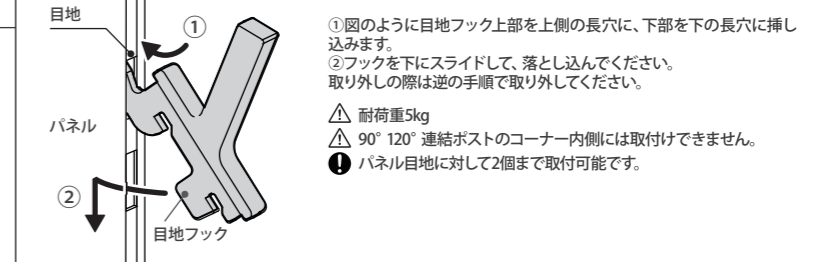 目地
①
パネル
②
目地フック
①図のように目地フック上部を上側の長穴に、下部を下の長穴に挿し
込みます。
②フックを下にスライドして、落とし込んでください。
取り外しの際は逆の手順で取り外してください。
⚠ 耐荷重5kg
⚠ 90° 120° 連結ポストのコーナー内側には取付けできません。
❗ パネル目地に対して2個まで取付可能です。